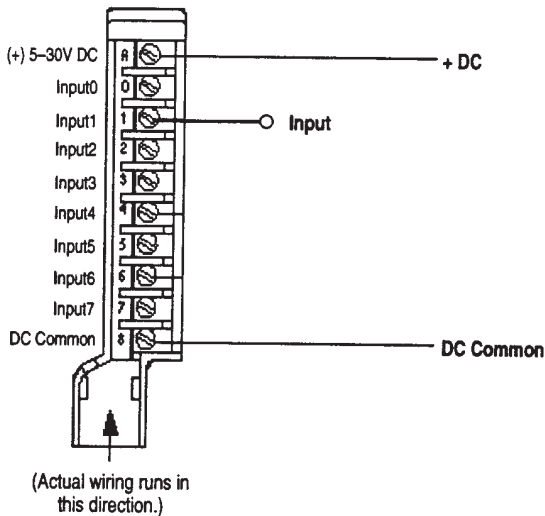 (+) 5–30V DC
A
+ DC
Input0
0
Input1
1
Input
Input2
2
Input3
3
Input4
4
Input5
5
Input6
6
Input7
7
DC Common
8
DC Common
(Actual wiring runs in
this direction.)